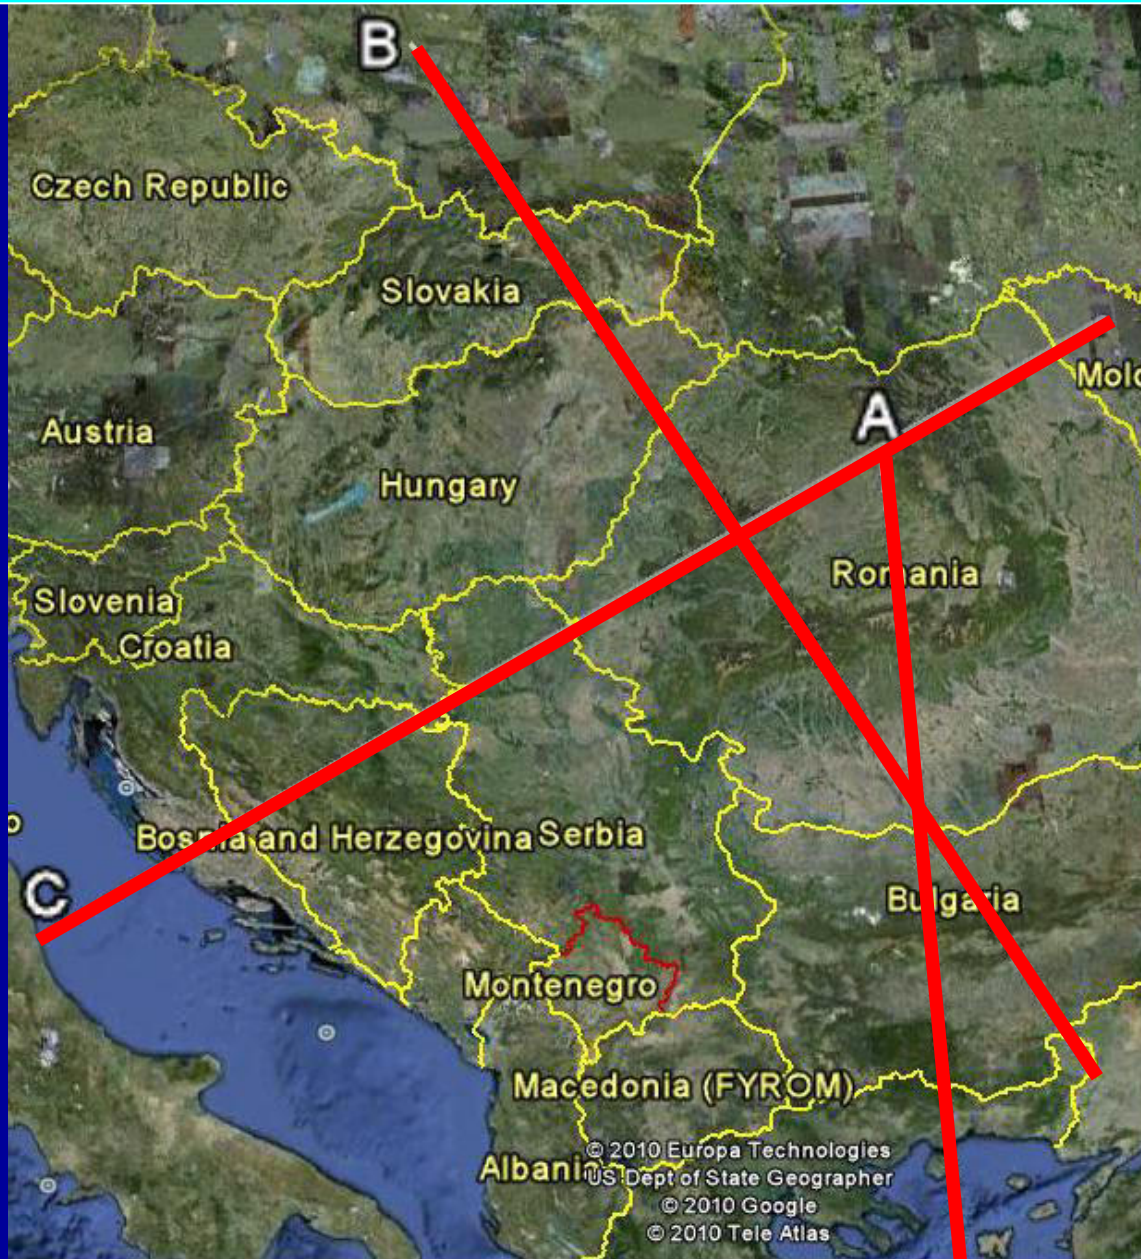 B
Czech Republic
Slovakia
Mold
A
Austria
Hungary
Romania
Slovenia
Croatia
o
Bosnia and Herzegovina
Serbia
C
Bulgaria
Montenegro
Macedonia (FYROM)
Albania
© 2010 Europa Technologies
US Dept of State Geographer
© 2010 Google
© 2010 Tele Atlas